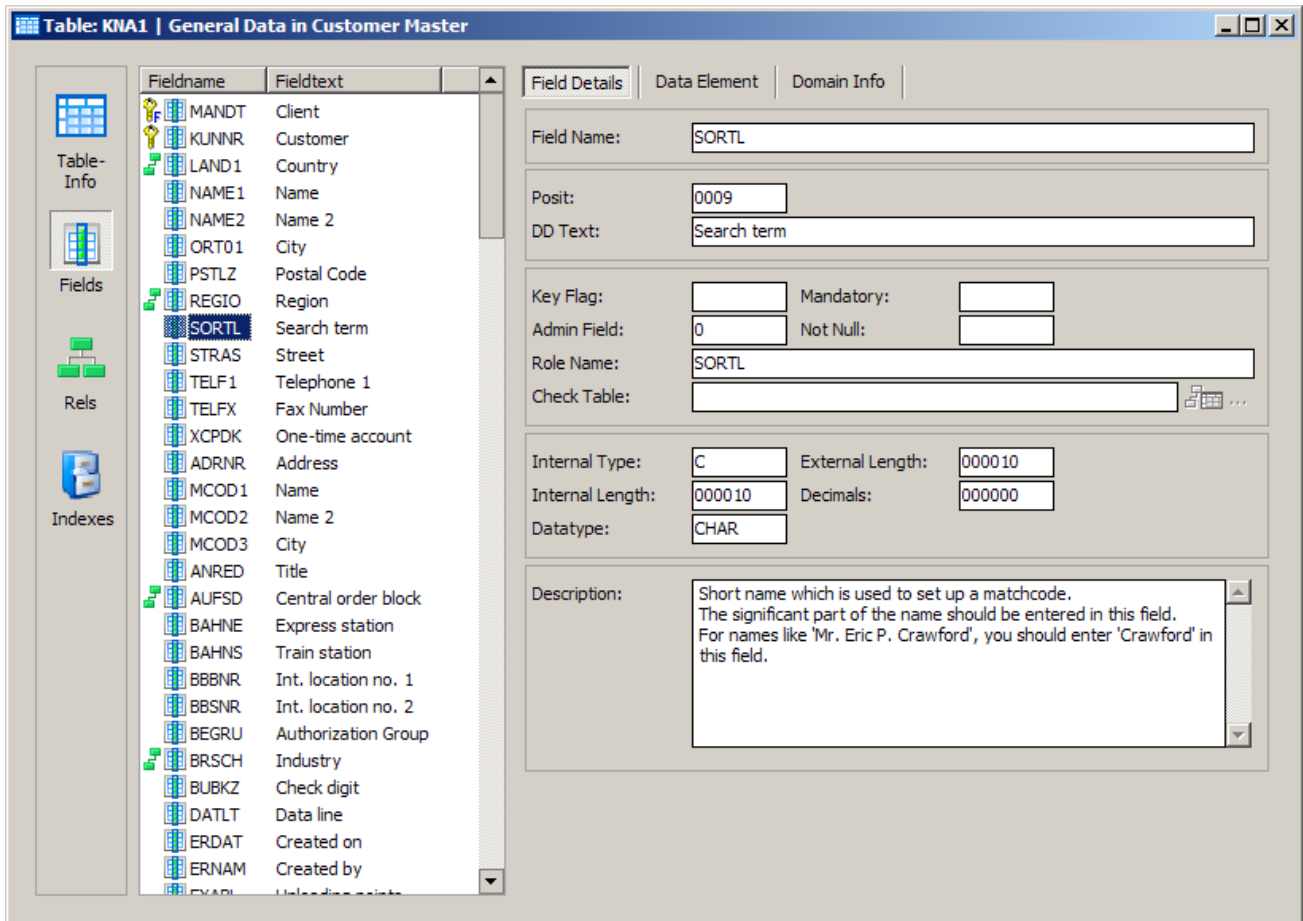 Table: KNA1 | General Data in Customer Master
Table-
Info
Fields
Rels
Indexes
Fieldname Fieldtext
MANDT Client
KUNNR Customer
LAND1 Country
NAME1 Name
NAME2 Name 2
ORT01 City
PSTLZ Postal Code
REGIO Region
SORTL Search term
STRAS Street
TELF1 Telephone 1
TELFX Fax Number
XCPDK One-time account
ADRNR Address
MCOD1 Name
MCOD2 Name 2
MCOD3 City
ANRED Title
AUFSD Central order block
BAHNE Express station
BAHNS Train station
BBBNR Int. location no. 1
BBSNR Int. location no. 2
BEGRU Authorization Group
BRSCH Industry
BUBKZ Check digit
DATLT Data line
ERDAT Created on
ERNAM Created by
Field Details Data Element Domain Info
Field Name: SORTL
Posit: 0009
DD Text: Search term
Key Flag: Mandatory:
Admin Field: 0 Not Null:
Role Name: SORTL
Check Table: ...
Internal Type: C External Length: 000010
Internal Length: 000010 Decimals: 000000
Datatype: CHAR
Description: Short name which is used to set up a matchcode.
The significant part of the name should be entered in this field.
For names like 'Mr. Eric P. Crawford', you should enter 'Crawford' in
this field.